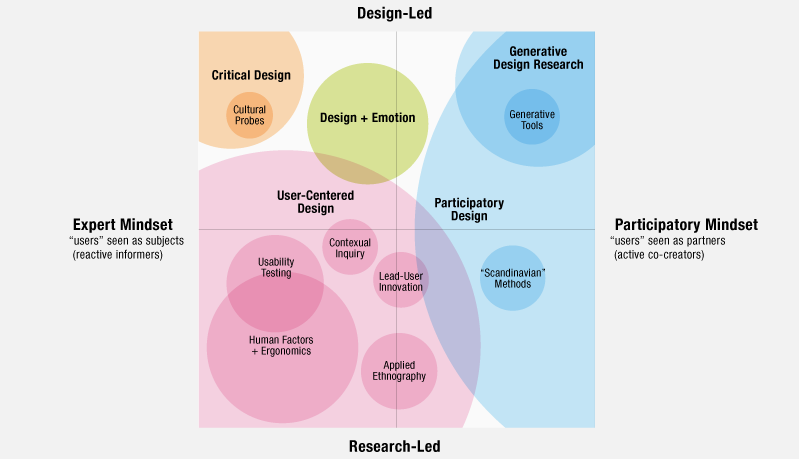 Design-Led
Generative
Design Research
Critical Design
Cultural
Probes
Design + Emotion
Generative
Tools
User-Centered
Design
Participatory
Design
Expert Mindset
“users” seen as subjects
(reactive informers)
Participatory Mindset
“users” seen as partners
(active co-creators)
Contexual
Inquiry
Usability
Testing
Lead-User
Innovation
“Scandinavian”
Methods
Human Factors
+ Ergonomics
Applied
Ethnography
Research-Led